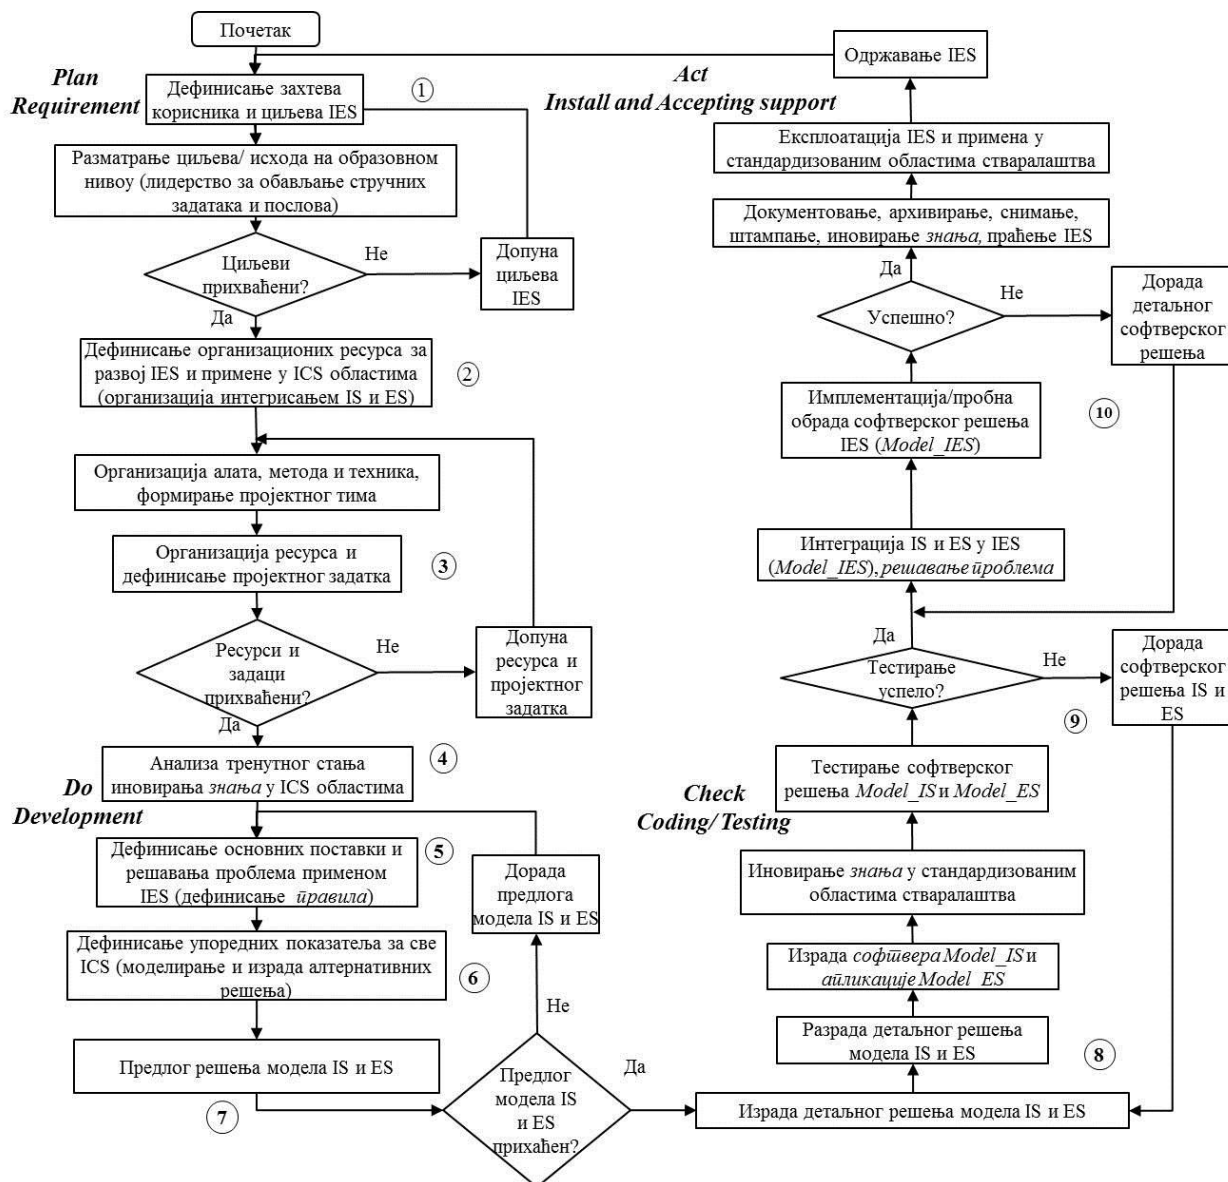 Почетак
Plan
Requirement
Дефинисање захтева
корисника и циљева IES
1
Разматрање циљева/ исхода на образовном
нивоу (лидерство за обављање стручних
задатака и послова)
Циљеви
прихваћени?
Не
Допуна
циљева
IES
Да
Дефинисање организационих ресурса за
развој IES и примене у ICS областима
(организација интегрисањем IS и ES)
2
Организација алата, метода и техника,
формирање пројектног тима
Организација ресурса и
дефинисање пројектног задатка
3
Ресурси и
задаци
прихваћени?
Не
Допуна
ресурса и
пројектног
задатка
Да
Анализа тренутног стања
иновирања знања у ICS областима
4
Do
Development
Дефинисање основних поставки и
решавања проблема применом
IES (дефинисање правила)
5
Дорада
предлога
модела IS и ES
Дефинисање упоредних показатеља за све
ICS (моделирање и израда алтернативних
решења)
6
Не
Предлог решења модела IS и ES
7
Предлог
модела IS
и ES
прихаћен?
Да
Израда детаљног решења модела IS и ES
8
Разрада детаљног решења
модела IS и ES
Израда софтвера Model_IS и
апликације Model_ES
Иновирање знања у стандардизованим
областима стваралаштва
Check
Coding/ Testing
Тестирање софтверског
решења Model_IS и Model_ES
9
Тестирање
успело?
Не
Дорада
софтверског
решења IS и
ES
Да
Интеграција IS и ES у IES
(Model_IES), решавање проблема
Имплементација/пробна
обрада софтверског решења
IES (Model_IES)
10
Успешно?
Не
Дорада
детаљног
софтверског
решења
Да
Документовање, архивирање, снимање,
штампање, иновирање знања, праћење IES
Експлоатација IES и примена у
стандардизованим областима стваралаштва
Act
Install and Accepting support
Одржавање IES